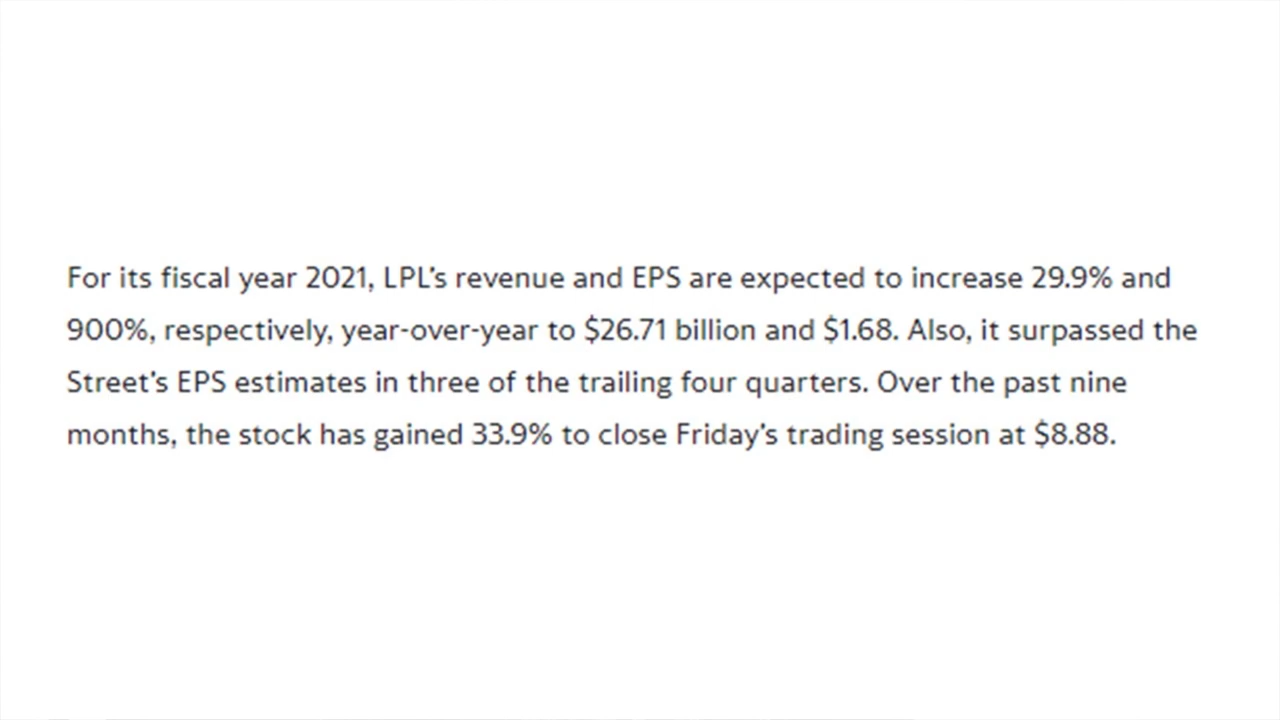 For its fiscal year 2021, LPL’s revenue and EPS are expected to increase 29.9% and
900%, respectively, year-over-year to $26.71 billion and $1.68. Also, it surpassed the
Street’s EPS estimates in three of the trailing four quarters. Over the past nine
months, the stock has gained 33.9% to close Friday’s trading session at $8.88.